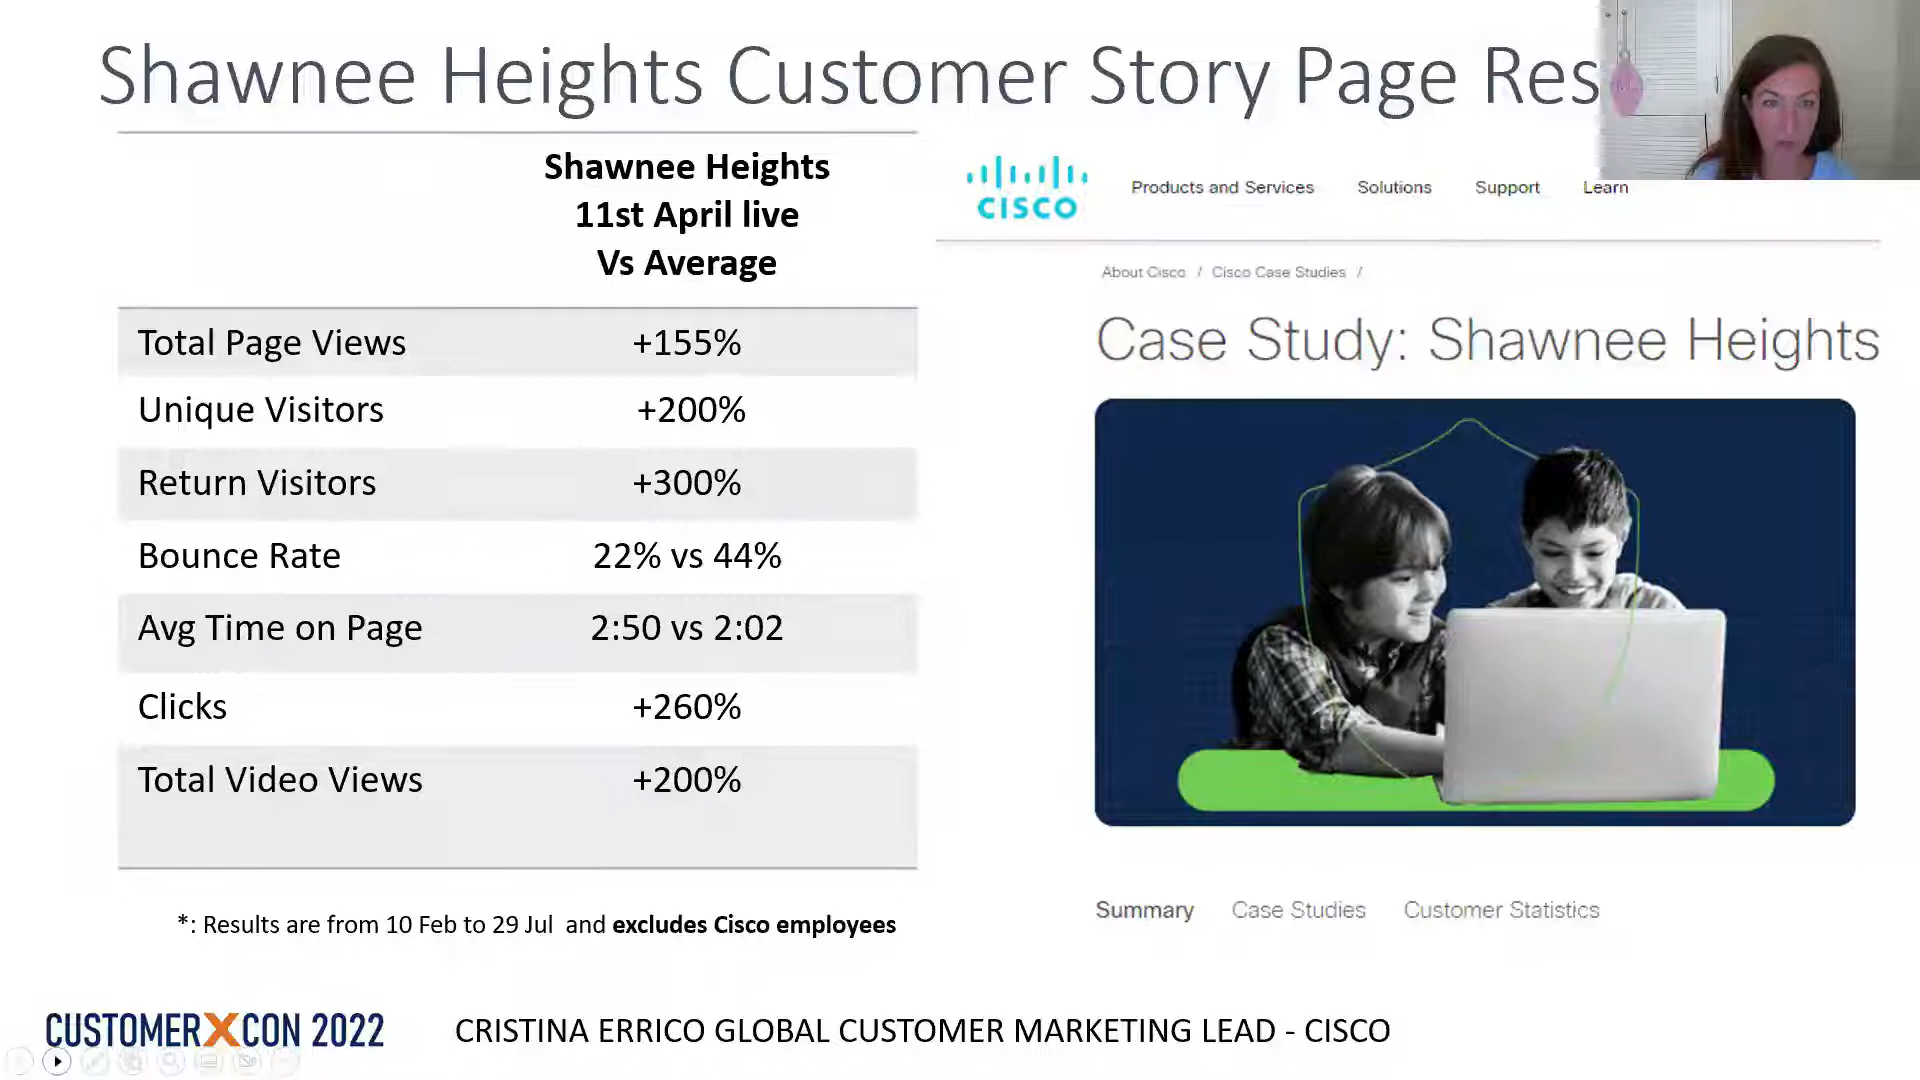 Shawnee Heights Customer Story Page Res
Shawnee Heights
11st April live
Vs Average
Total Page Views +155%
Unique Visitors +200%
Return Visitors +300%
Bounce Rate 22% vs 44%
Avg Time on Page 2:50 vs 2:02
Clicks +260%
Total Video Views +200%
*: Results are from 10 Feb to 29 Jul and excludes Cisco employees
CISCO
Products and Services Solutions Support Learn
About Cisco / Cisco Case Studies /
Case Study: Shawnee Heights
Summary Case Studies Customer Statistics
CUSTOMERXCON 2022
CRISTINA ERRICO GLOBAL CUSTOMER MARKETING LEAD - CISCO